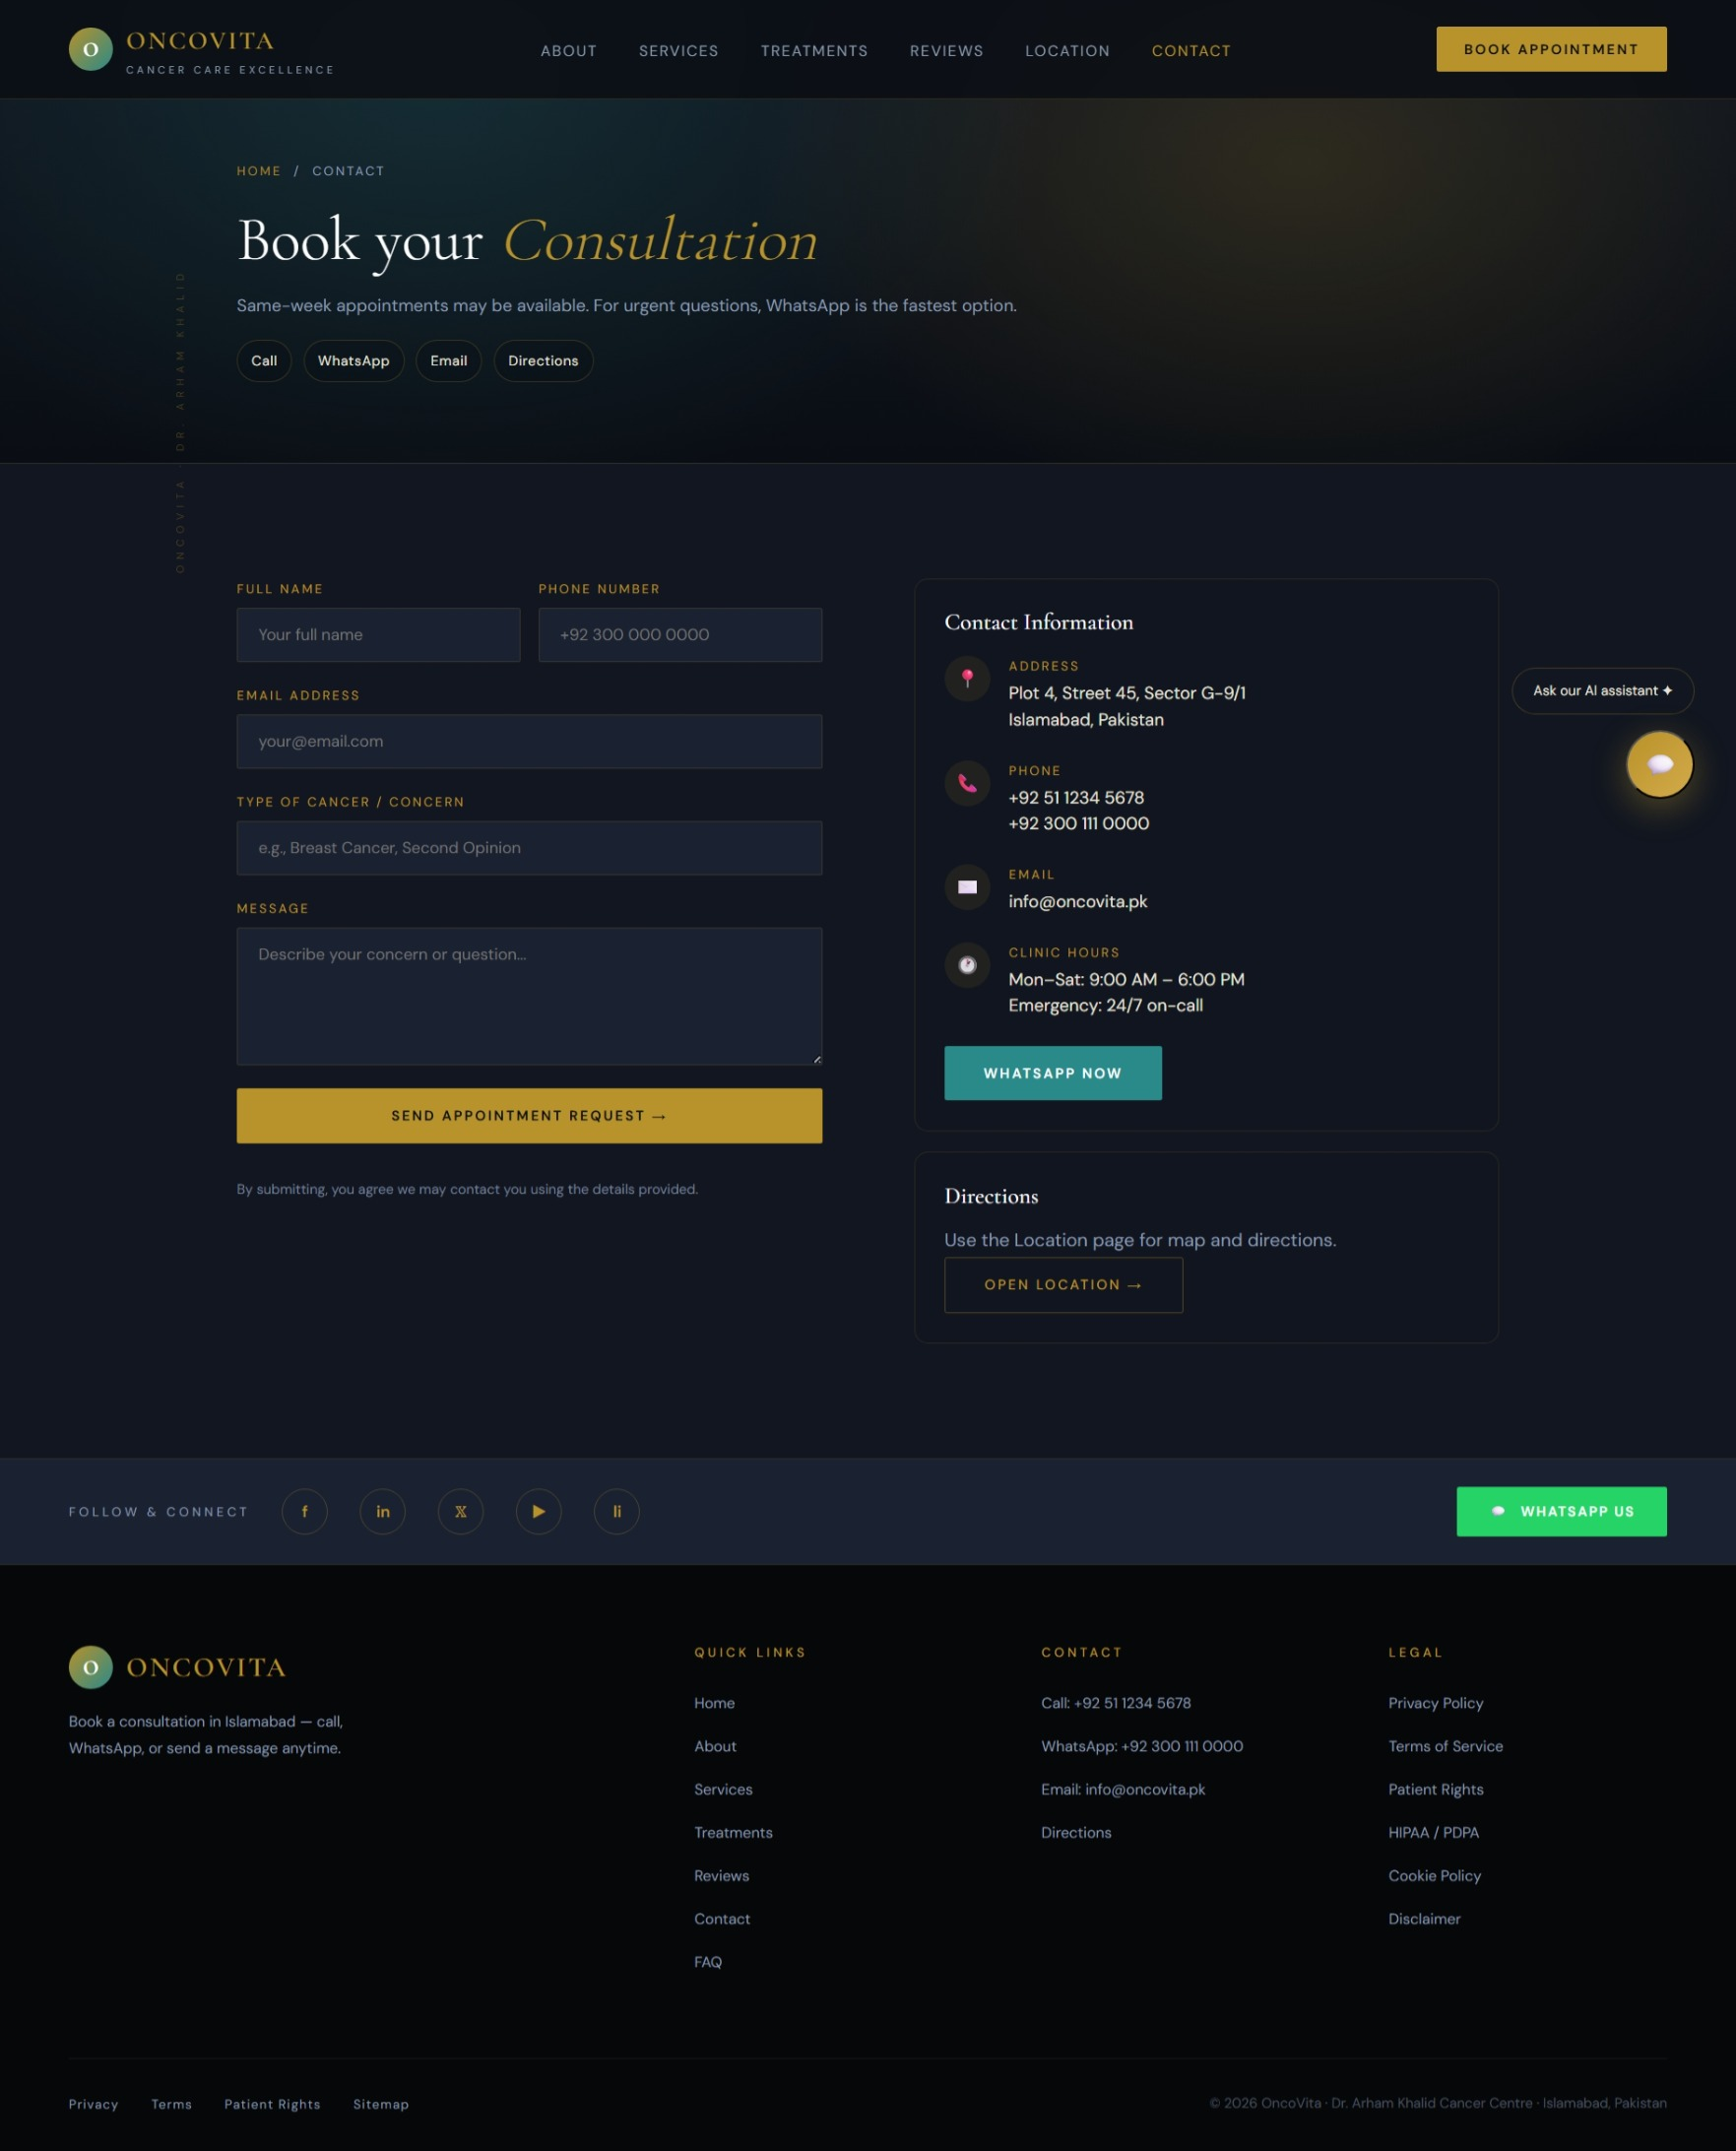 O ONCOVITA
CANCER CARE EXCELLENCE
ABOUT SERVICES TREATMENTS REVIEWS LOCATION CONTACT
BOOK APPOINTMENT
HOME / CONTACT
Book your Consultation
Same-week appointments may be available. For urgent questions, WhatsApp is the fastest option.
Call WhatsApp Email Directions
ONCOVITA · DR. ARHAM KHALID
FULL NAME
Your full name
PHONE NUMBER
+92 300 000 0000
EMAIL ADDRESS
your@email.com
TYPE OF CANCER / CONCERN
e.g., Breast Cancer, Second Opinion
MESSAGE
Describe your concern or question...
SEND APPOINTMENT REQUEST →
By submitting, you agree we may contact you using the details provided.
Contact Information
ADDRESS
Plot 4, Street 45, Sector G-9/1
Islamabad, Pakistan
PHONE
+92 51 1234 5678
+92 300 111 0000
EMAIL
info@oncovita.pk
CLINIC HOURS
Mon–Sat: 9:00 AM – 6:00 PM
Emergency: 24/7 on-call
WHATSAPP NOW
Directions
Use the Location page for map and directions.
OPEN LOCATION →
Ask our AI assistant ✦
FOLLOW & CONNECT
f in 𝕏 ▶ li
WHATSAPP US
O ONCOVITA
Book a consultation in Islamabad — call,
WhatsApp, or send a message anytime.
QUICK LINKS
Home
About
Services
Treatments
Reviews
Contact
FAQ
CONTACT
Call: +92 51 1234 5678
WhatsApp: +92 300 111 0000
Email: info@oncovita.pk
Directions
LEGAL
Privacy Policy
Terms of Service
Patient Rights
HIPAA / PDPA
Cookie Policy
Disclaimer
Privacy Terms Patient Rights Sitemap
© 2026 OncoVita · Dr. Arham Khalid Cancer Centre · Islamabad, Pakistan